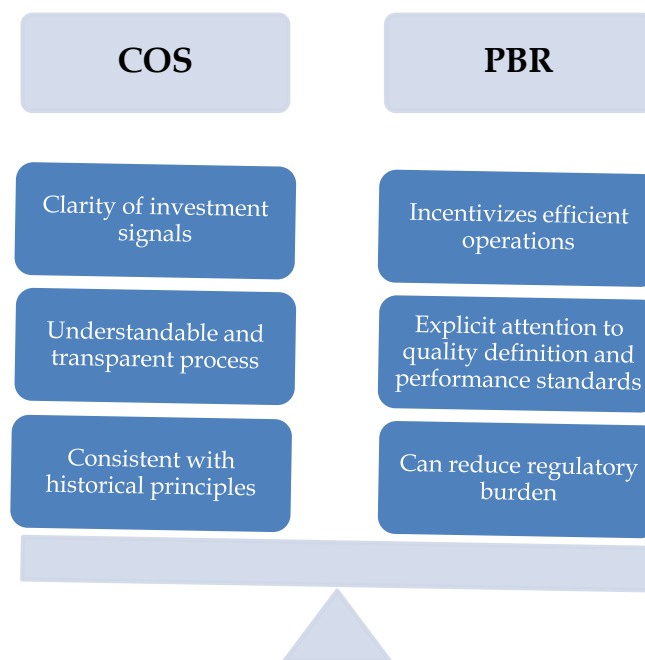 COS
PBR
Clarity of investment
signals
Understandable and
transparent process
Consistent with
historical principles
Incentivizes efficient
operations
Explicit attention to
quality definition and
performance standards
Can reduce regulatory
burden